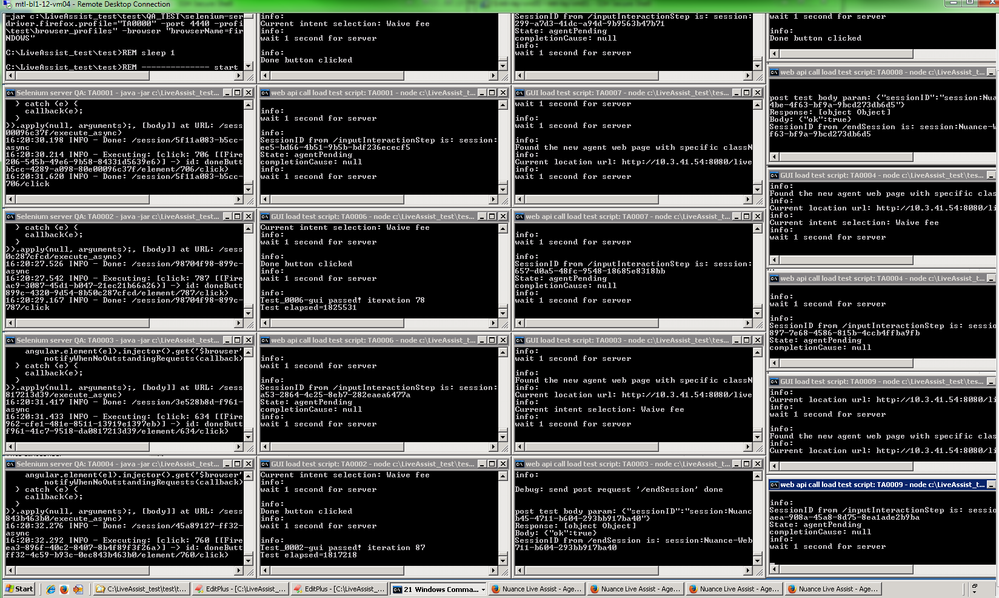 mtl-bl1-12-vm04 - Remote Desktop Connection
-jar c:\LiveAssist_test\test\QA_TEST\selenium-ser
driver.firefox.profile="TA0000" -port 4440 -profi
\test\browser_profiles" -browser "browserName=fir
NDOWS"
C:\LiveAssist_test\test>REM sleep 1
C:\LiveAssist_test\test>REM -------------- start
info:
Current intent selection: Waive fee
info:
wait 1 second for server
info:
Done button clicked
SessionID from /inputInteractionStep is: session:
299-a7d3-41dc-a94d-9b9563b47b71
State: agentPending
completionCause: null
info:
wait 1 second for server
wait 1 second for server
info:
Done button clicked
Selenium server QA: TA0001 - java -jar c:\LiveAssist_test...
} catch (e) {
callback(e);
}
}).apply(null, arguments);, [body]] at URL: /sess
00096c37f/execute_async)
16:20:30.198 INFO - Done: /session/5f11a083-b5cc-
async
16:20:30.214 INFO - Executing: [click: 706 [[Fire
206-545b-49e6-9b58-84331d5639e6)] -> id: doneButt
b5cc-4289-a098-80e00096c37f/element/706/click)
16:20:31.620 INFO - Done: /session/5f11a083-b5cc-
706/click
web api call load test script: TA0001 - node c:\LiveAssist_t...
info:
wait 1 second for server
info:
SessionID from /inputInteractionStep is: session:
ee5-bd66-4b51-9b5b-bdf236ececf5
State: agentPending
completionCause: null
info:
wait 1 second for server
GUI load test script: TA0007 - node c:\LiveAssist_test\tes...
wait 1 second for server
info:
wait 1 second for server
info:
Found the new agent web page with specific classN
info:
Current location url: http://10.3.41.54:8080/live
info:
wait 1 second for server
web api call load test script: TA0008 - node c:\LiveAssist_t...
post test body param: {"sessionID":"session:Nua
4be-4f63-bf9a-9bcd273db6d5"}
Response: [object Object]
Body: {"ok":true}
SessionID from /endSession is: session:Nuance-W
f63-bf9a-9bcd273db6d5
Selenium server QA: TA0002 - java -jar c:\LiveAssist_test...
} catch (e) {
callback(e);
}
}).apply(null, arguments);, [body]] at URL: /sess
0c287cfcd/execute_async)
16:20:27.526 INFO - Done: /session/98704f98-899c-
async
16:20:27.542 INFO - Executing: [click: 787 [[Fire
ac9-3087-45d1-b047-21ec21b66a26)] -> id: doneButt
899c-4320-9d54-8b50c287cfcd/element/787/click)
16:20:29.167 INFO - Done: /session/98704f98-899c-
787/click
GUI load test script: TA0006 - node c:\LiveAssist_test\tes...
Current intent selection: Waive fee
info:
wait 1 second for server
info:
Done button clicked
info:
wait 1 second for server
info:
Test_0006-gui passed! iteration 78
Test elapsed=1825531
web api call load test script: TA0007 - node c:\LiveAssist_t...
info:
wait 1 second for server
info:
SessionID from /inputInteractionStep is: session:
657-d0a5-48fc-9548-18685e8318bb
State: agentPending
completionCause: null
info:
wait 1 second for server
GUI load test script: TA0004 - node c:\LiveAssist_test\tes...
info:
Found the new agent web page with specific clas
info:
Current location url: http://10.3.41.54:8080/li
info:
Current intent selection: Waive fee
info:
wait 1 second for server
web api call load test script: TA0004 - node c:\LiveAssist_t...
info:
wait 1 second for server
info:
SessionID from /inputInteractionStep is: sessio
897-7e68-4586-815b-4ccb4ffba9fb
State: agentPending
completionCause: null
Selenium server QA: TA0003 - java -jar c:\LiveAssist_test...
angular.element(el).injector().get('$browser'
notifyWhenNoOutstandingRequests(callback)
} catch (e) {
callback(e);
}
}).apply(null, arguments);, [body]] at URL: /sess
817213d39/execute_async)
16:20:31.417 INFO - Done: /session/3e528b8d-f961-
async
16:20:31.433 INFO - Executing: [click: 634 [[Fire
962-cfe1-481e-8511-13919e1397eb)] -> id: doneButt
f961-41c7-9518-da0817213d39/element/634/click)
web api call load test script: TA0006 - node c:\LiveAssist_t...
info:
wait 1 second for server
info:
SessionID from /inputInteractionStep is: session:
a53-2864-4c25-8eb7-282eaea6477a
State: agentPending
completionCause: null
info:
wait 1 second for server
GUI load test script: TA0003 - node c:\LiveAssist_test\tes...
info:
wait 1 second for server
info:
Found the new agent web page with specific classN
info:
Current location url: http://10.3.41.54:8080/live
info:
Current intent selection: Waive fee
info:
wait 1 second for server
GUI load test script: TA0009 - node c:\LiveAssist_test\tes...
info:
Current location url: http://10.3.41.54:8080/li
info:
wait 1 second for server
info:
Found the new agent web page with specific clas
info:
Current location url: http://10.3.41.54:8080/li
Selenium server QA: TA0004 - java -jar c:\LiveAssist_test...
angular.element(el).injector().get('$browser'
notifyWhenNoOutstandingRequests(callback)
} catch (e) {
callback(e);
}
}).apply(null, arguments);, [body]] at URL: /sess
843b463b0/execute_async)
16:20:32.276 INFO - Done: /session/45a89127-ff32-
async
16:20:32.292 INFO - Executing: [click: 760 [[Fire
ea3-896f-40c2-8407-8b4f89f3f26a)] -> id: doneButt
ff32-4c59-b93c-0ec843b463b0/element/760/click)
GUI load test script: TA0002 - node c:\LiveAssist_test\tes...
Current intent selection: Waive fee
info:
wait 1 second for server
info:
Done button clicked
info:
wait 1 second for server
info:
Test_0002-gui passed! iteration 87
Test elapsed=1817218
web api call load test script: TA0003 - node c:\LiveAssist_t...
info:
Debug: send post request '/endSession' done
post test body param: {"sessionID":"session:Nuanc
b45-4711-b604-293bb917ba40"}
Response: [object Object]
Body: {"ok":true}
SessionID from /endSession is: session:Nuance-Web
711-b604-293bb917ba40
web api call load test script: TA0009 - node c:\LiveAssist_t...
info:
SessionID from /inputInteractionStep is: sessio
aea-908a-45a8-8d75-8ea1ade2b9ba
State: agentPending
completionCause: null
info:
wait 1 second for server
Start
C:\LiveAssist_test\test\t...
EditPlus - [C:\LiveAssist_...
EditPlus - [C:\LiveAssist_...
21 Windows Comma...
Nuance Live Assist - Age...
Nuance Live Assist - Age...
Nuance Live Assist - Age...
Nuance Live Assist - Age...